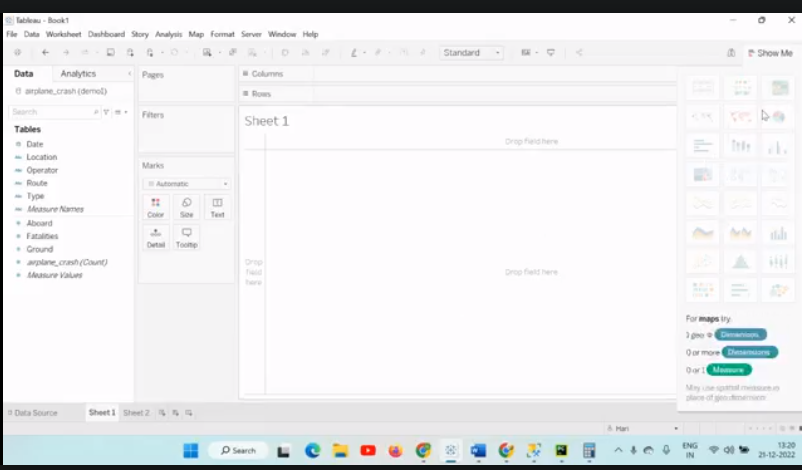 Tableau - Book1
File Data Worksheet Dashboard Story Analysis Map Format Server Window Help
Standard
Show Me
Data Analytics
airplane_crash (demo1)
Search
Tables
Date
Location
Operator
Route
Type
Measure Names
Aboard
Fatalities
Ground
airplane_crash (Count)
Measure Values
Pages
Filters
Marks
Automatic
Color Size Text
Detail Tooltip
Columns
Rows
Sheet 1
Drop field here
Drop
field
here
Drop field here
For maps try
1 geo Dimension
0 or more Dimensions
0 or 1 Measure
May use spatial measure in
place of geo dimension
Data Source Sheet 1 Sheet 2
Hari
Search
ENG
IN
13:20
21-12-2022